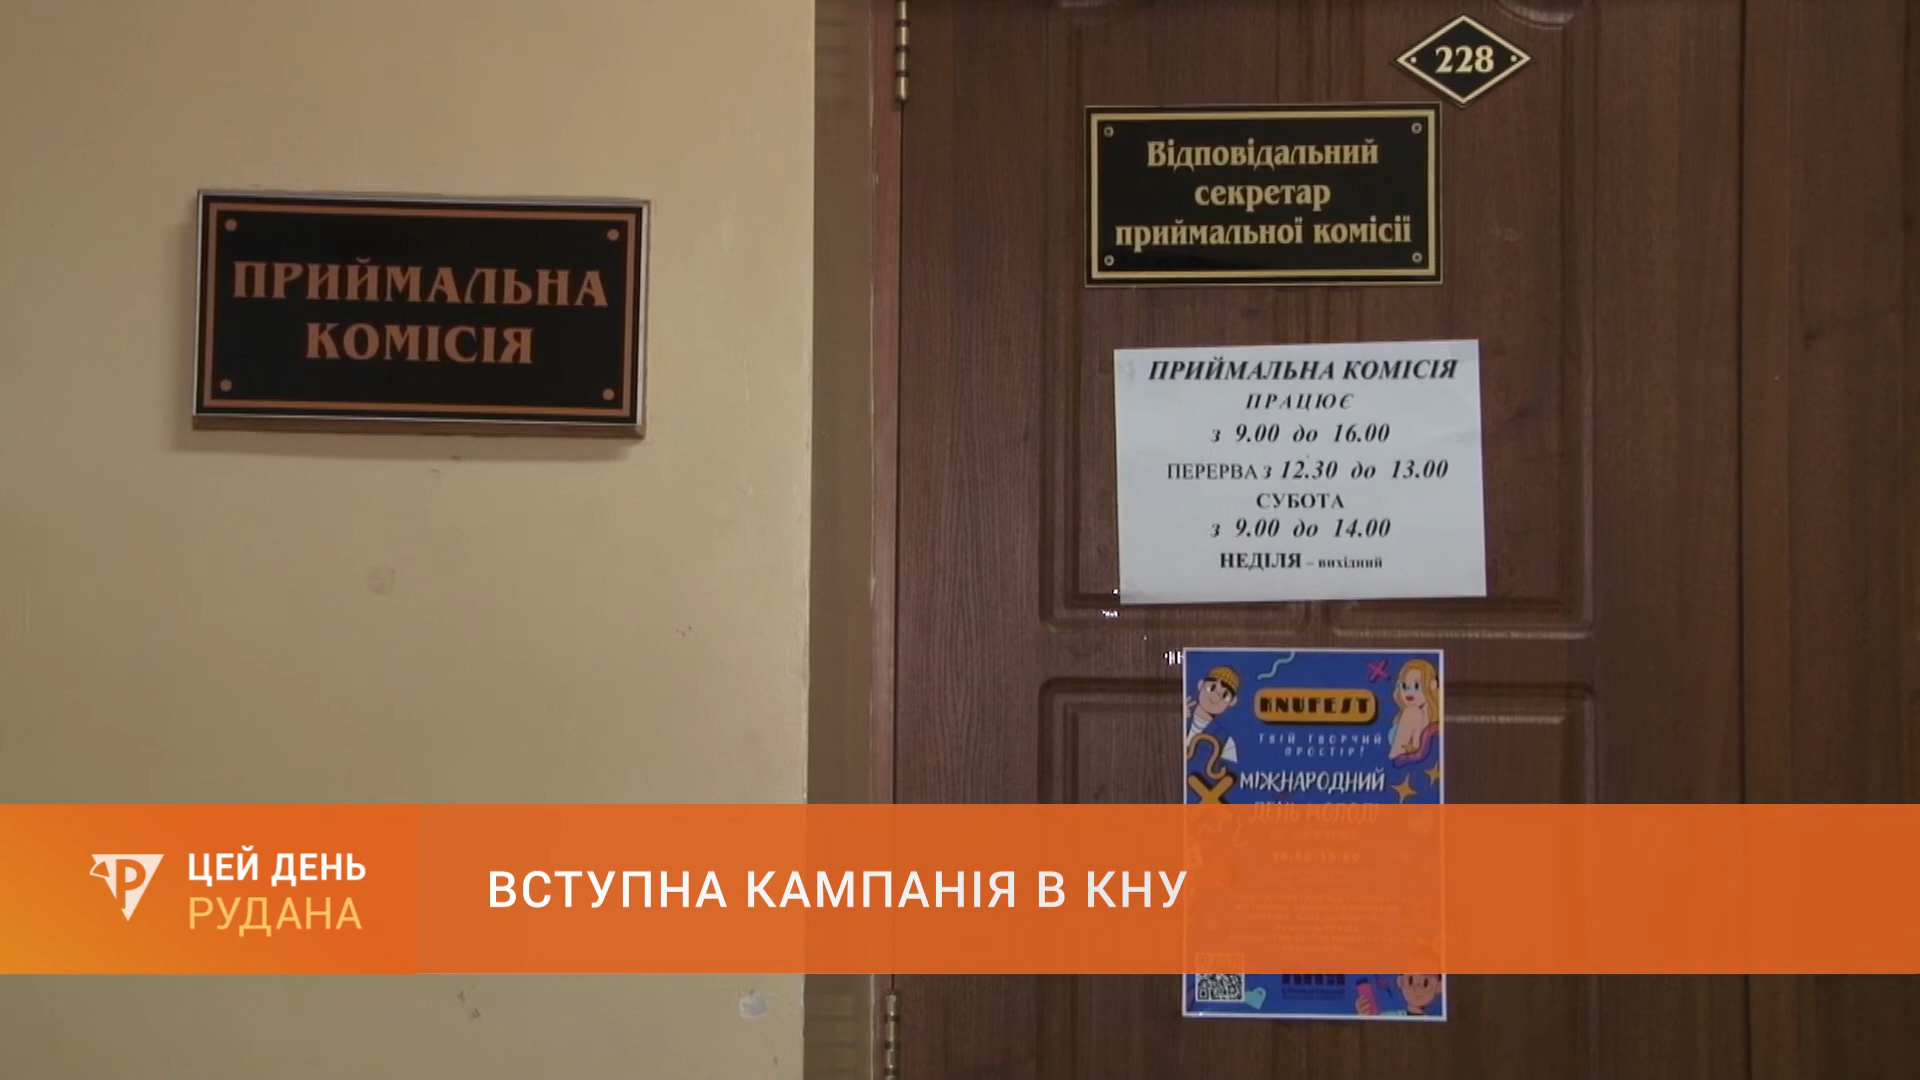 ПРИЙМАЛЬНА
КОМІСІЯ
228
Відповідальний
секретар
приймальної комісії
ПРИЙМАЛЬНА КОМІСІЯ
ПРАЦЮЄ
з 9.00 до 16.00
ПЕРЕРВА з 12.30 до 13.00
СУБОТА
з 9.00 до 14.00
НЕДІЛЯ – вихідний
KNUFEST
ТВІЙ ТВОРЧИЙ
ПРОСТІР!
МІЖНАРОДНИЙ
ДЕНЬ МОЛОДІ
ЦЕЙ ДЕНЬ
РУДАНА
ВСТУПНА КАМПАНІЯ В КНУ